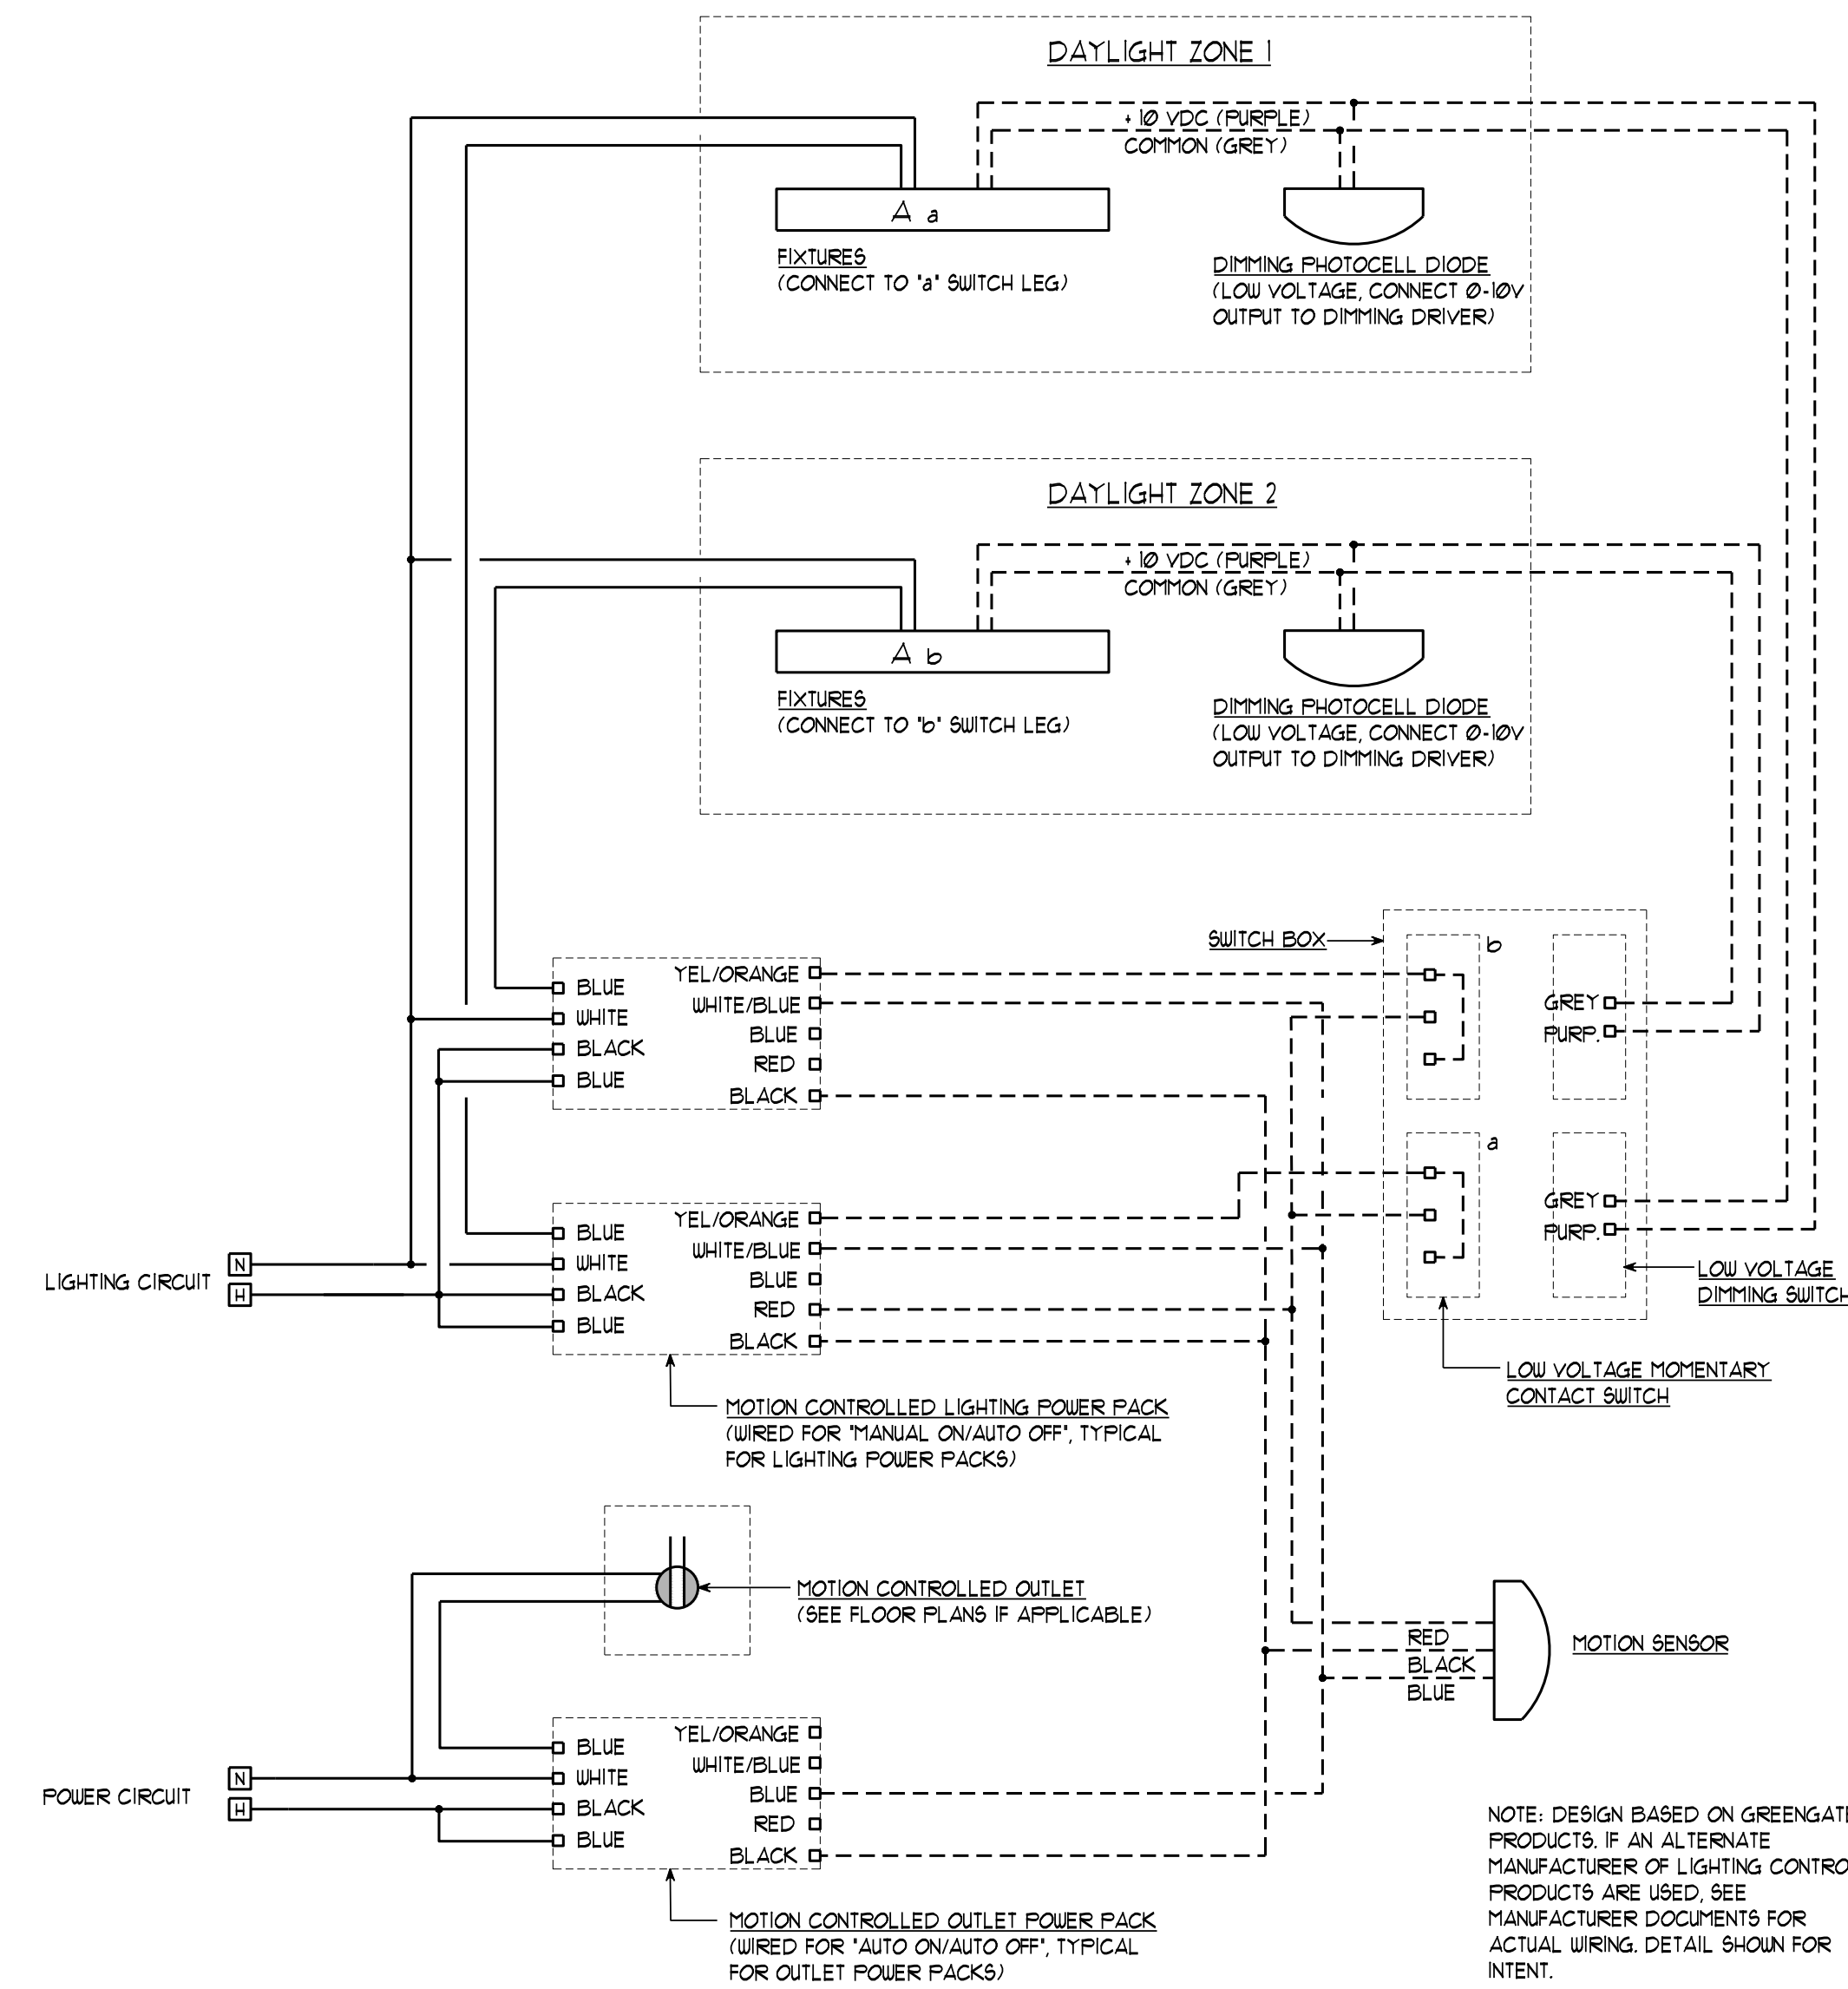 DAYLIGHT ZONE 1
+ 10 VDC (PURPLE)
COMMON (GREY)
A a
FIXTURES
(CONNECT TO "a" SWITCH LEG)
DIMMING PHOTOCELL DIODE
(LOW VOLTAGE, CONNECT 0-10V
OUTPUT TO DIMMING DRIVER)
DAYLIGHT ZONE 2
+ 10 VDC (PURPLE)
COMMON (GREY)
A b
FIXTURES
(CONNECT TO "b" SWITCH LEG)
DIMMING PHOTOCELL DIODE
(LOW VOLTAGE, CONNECT 0-10V
OUTPUT TO DIMMING DRIVER)
SWITCH BOX
b
GREY
PURP.
a
GREY
PURP.
LOW VOLTAGE
DIMMING SWITCH
LOW VOLTAGE MOMENTARY
CONTACT SWITCH
BLUE
WHITE
BLACK
BLUE
YEL/ORANGE
WHITE/BLUE
BLUE
RED
BLACK
LIGHTING CIRCUIT
N
H
BLUE
WHITE
BLACK
BLUE
YEL/ORANGE
WHITE/BLUE
BLUE
RED
BLACK
MOTION CONTROLLED LIGHTING POWER PACK
(WIRED FOR "MANUAL ON/AUTO OFF", TYPICAL
FOR LIGHTING POWER PACKS)
MOTION CONTROLLED OUTLET
(SEE FLOOR PLANS IF APPLICABLE)
RED
BLACK
BLUE
MOTION SENSOR
POWER CIRCUIT
N
H
BLUE
WHITE
BLACK
BLUE
YEL/ORANGE
WHITE/BLUE
BLUE
RED
BLACK
MOTION CONTROLLED OUTLET POWER PACK
(WIRED FOR "AUTO ON/AUTO OFF", TYPICAL
FOR OUTLET POWER PACKS)
NOTE: DESIGN BASED ON GREENGATE
PRODUCTS. IF AN ALTERNATE
MANUFACTURER OF LIGHTING CONTRO
PRODUCTS ARE USED, SEE
MANUFACTURER DOCUMENTS FOR
ACTUAL WIRING. DETAIL SHOWN FOR
INTENT.